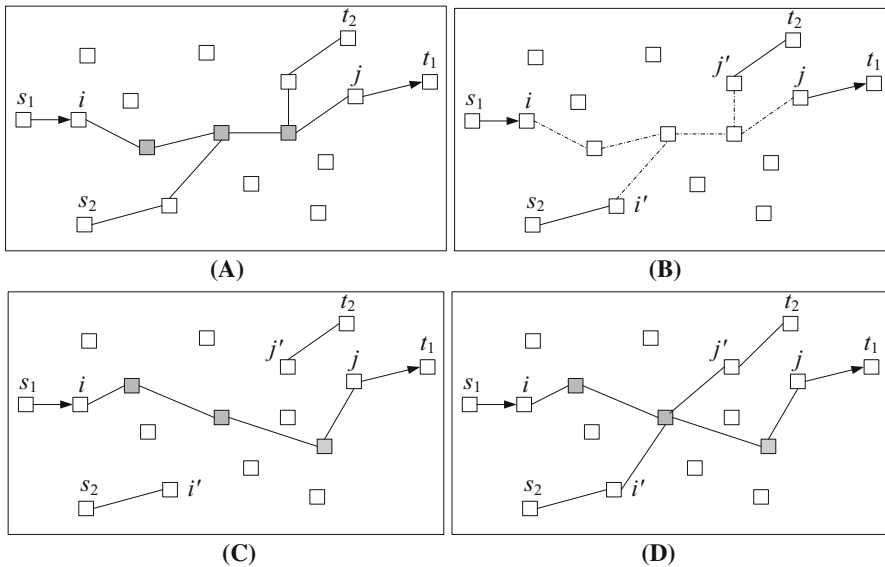 t₂
j
t₁
s₁
i
s₂
(A)
t₂
j'
j
t₁
s₁
i
s₂
i'
(B)
t₂
j'
j
t₁
s₁
i
s₂
i'
(C)
t₂
j'
j
t₁
s₁
i
s₂
i'
(D)